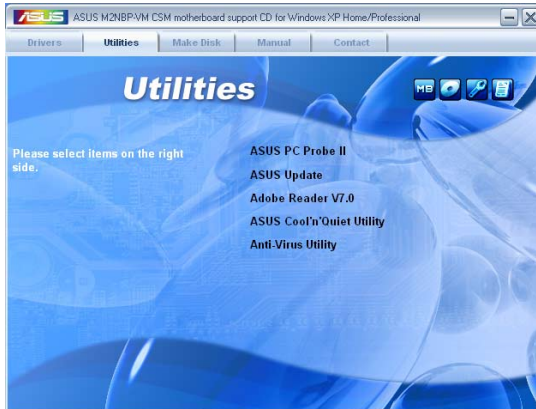 ASUS ASUS M2NBP-VM CSM motherboard support CD for Windows XP Home/Professional
Drivers Utilities Make Disk Manual Contact
Utilities
MB
Please select items on the right
side.
ASUS PC Probe II
ASUS Update
Adobe Reader V7.0
ASUS Cool'n'Quiet Utility
Anti-Virus Utility